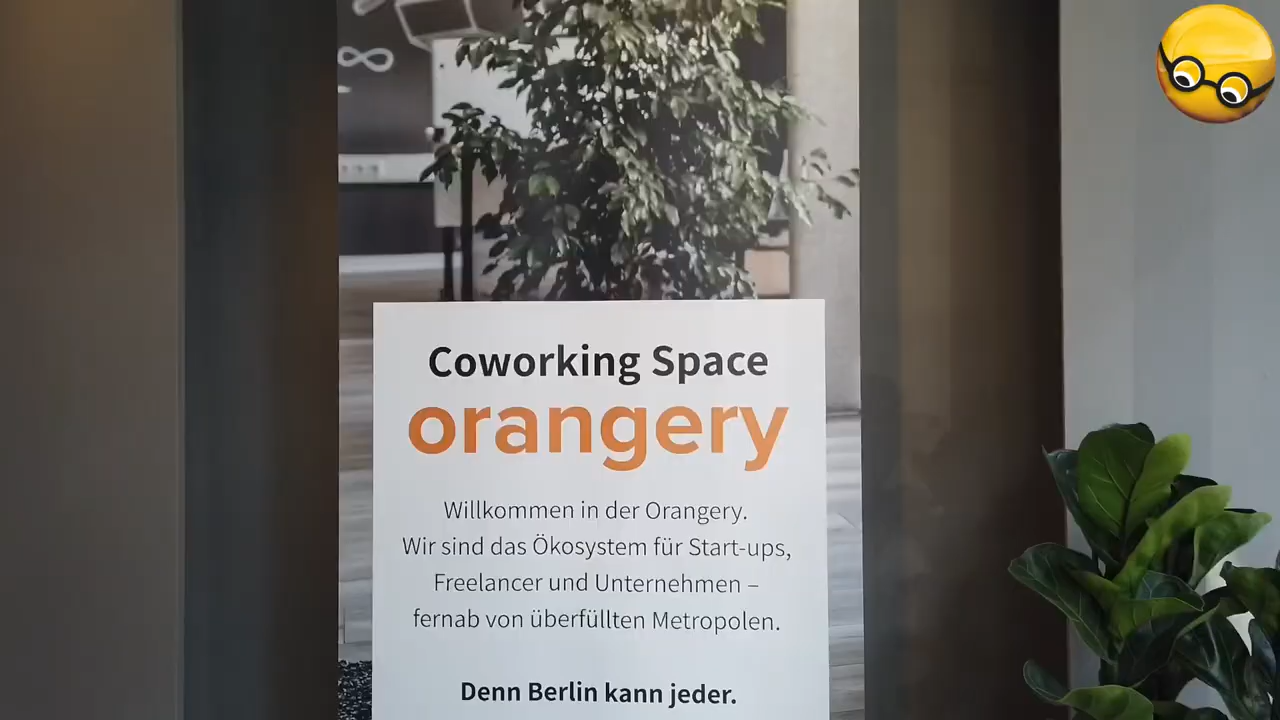 Coworking Space
orangery
Willkommen in der Orangery.
Wir sind das Ökosystem für Start-ups,
Freelancer und Unternehmen –
fernab von überfüllten Metropolen.
Denn Berlin kann jeder.